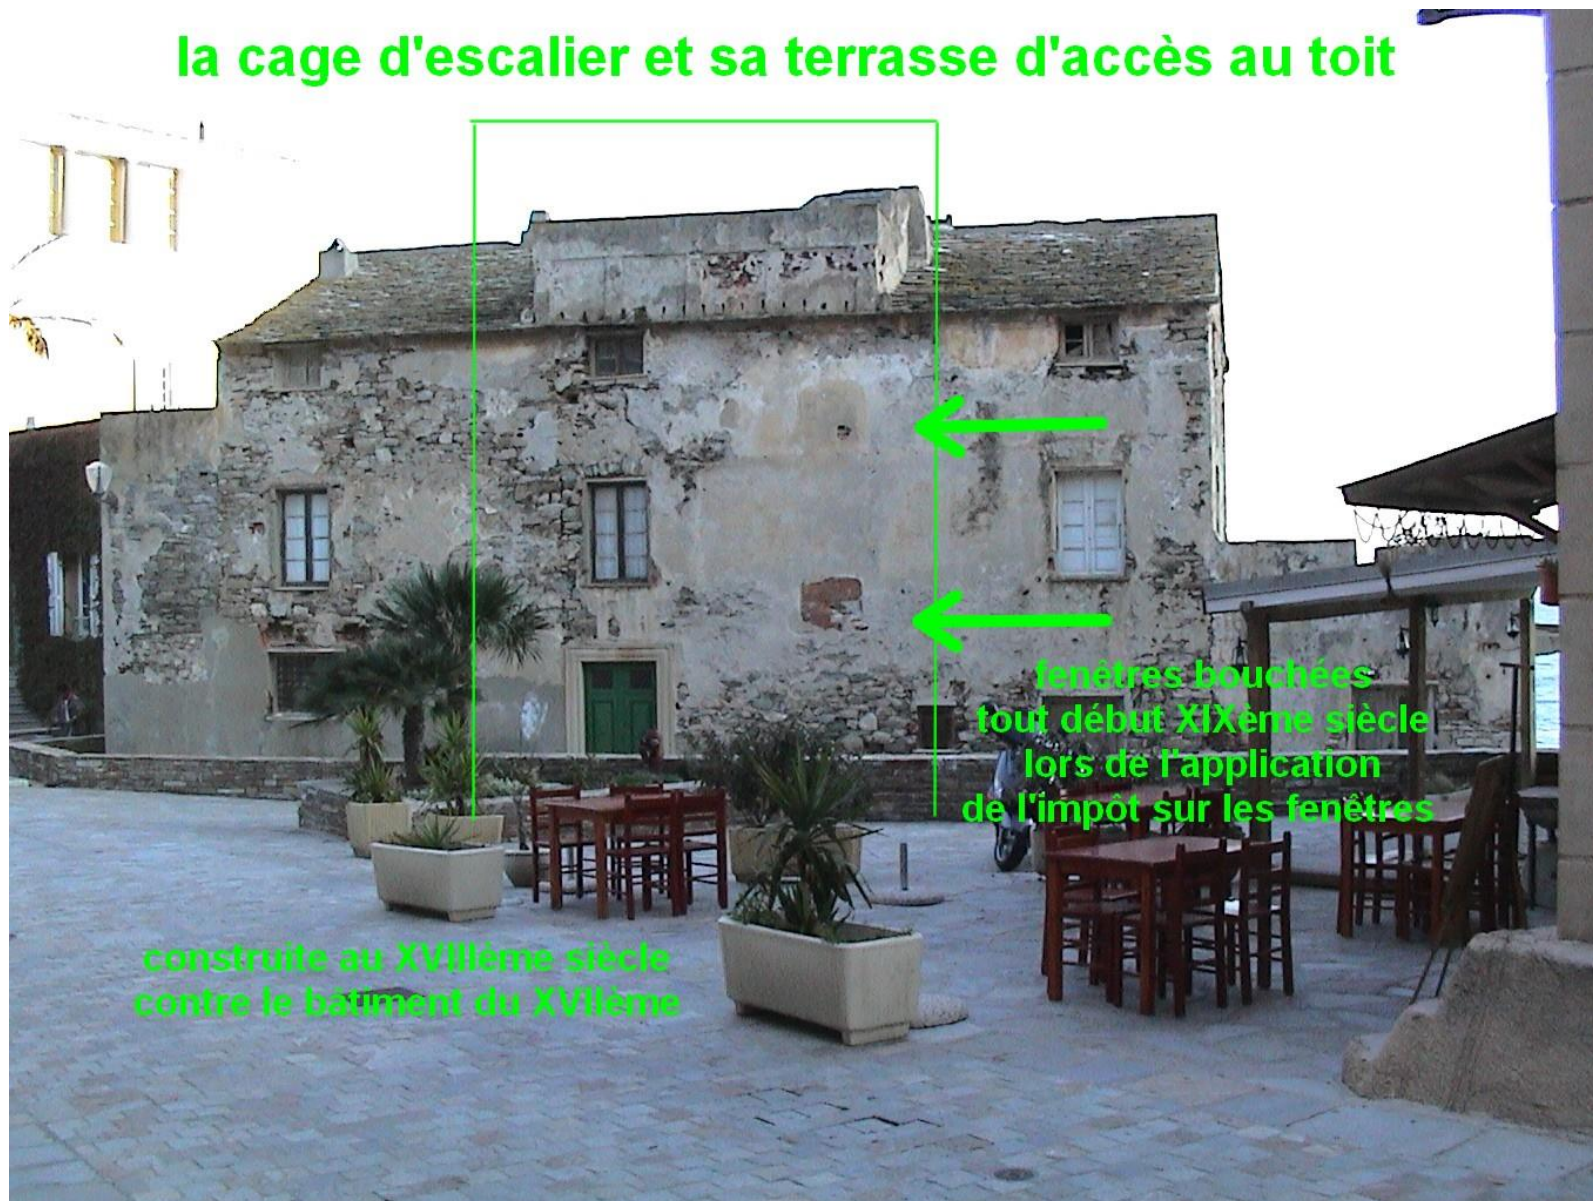 la cage d'escalier et sa terrasse d'accès au toit
fenêtres bouchées
tout début XIXème siècle
lors de l'application
de l'impôt sur les fenêtres
construite au XVIIIème siècle
contre le bâtiment du XVIIème